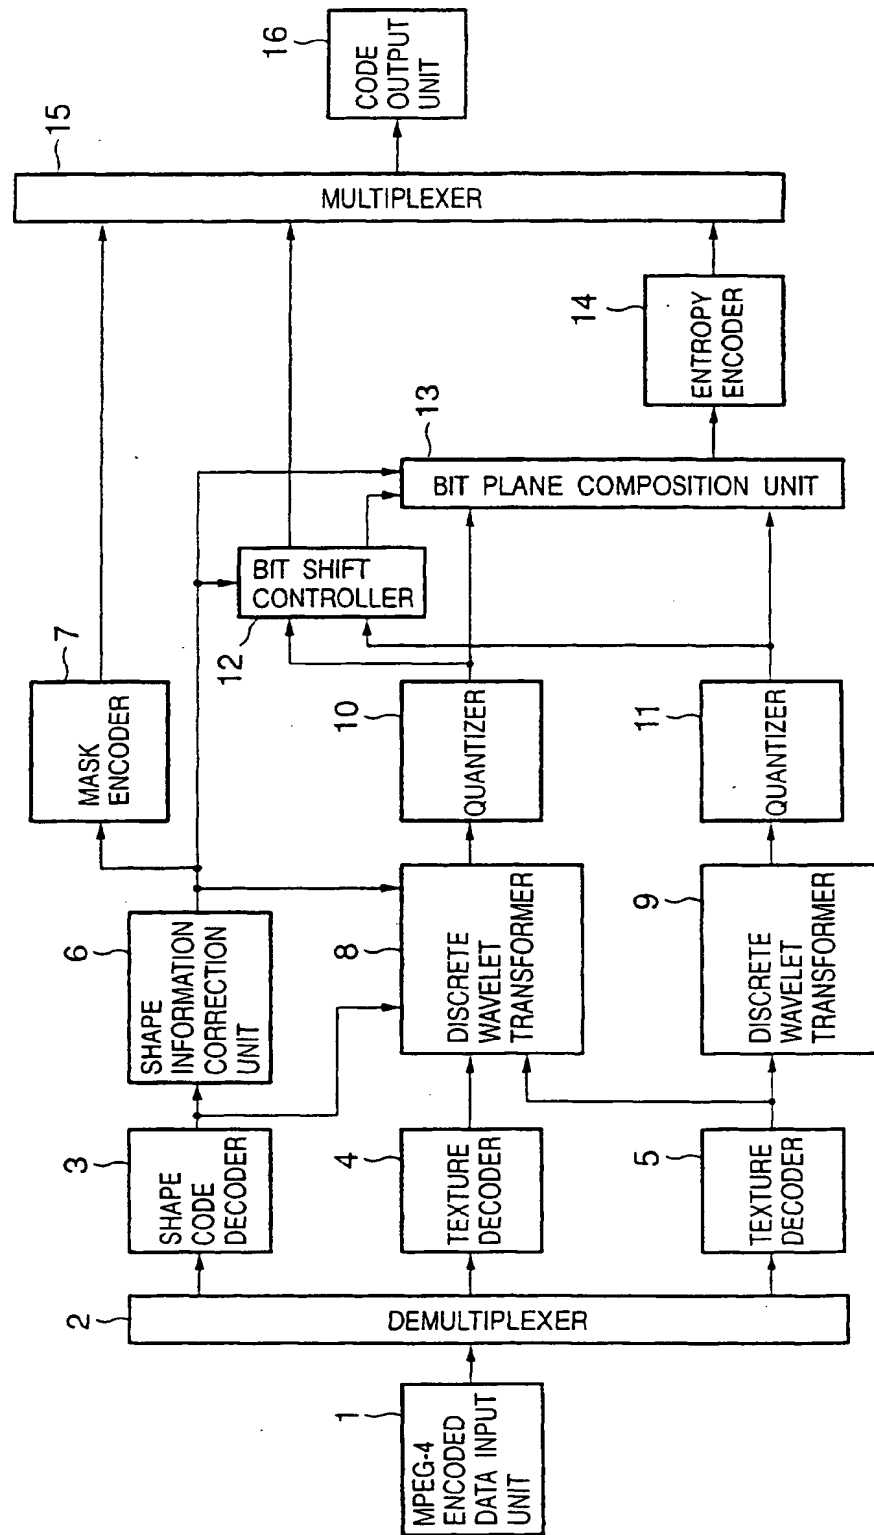 1
MPEG-4
ENCODED
DATA INPUT
UNIT
2
DEMULTIPLEXER
3
SHAPE
CODE
DECODER
4
TEXTURE
DECODER
5
TEXTURE
DECODER
6
SHAPE
INFORMATION
CORRECTION
UNIT
7
MASK
ENCODER
8
DISCRETE
WAVELET
TRANSFORMER
9
DISCRETE
WAVELET
TRANSFORMER
10
QUANTIZER
11
QUANTIZER
BIT SHIFT
CONTROLLER
12
13
BIT PLANE COMPOSITION UNIT
14
ENTROPY
ENCODER
15
MULTIPLEXER
16
CODE
OUTPUT
UNIT